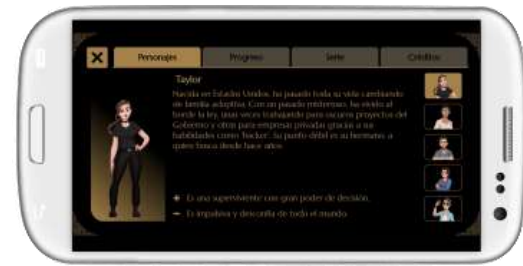 Personajes
Progreso
Serie
Créditos
Taylor
Nacida en Estados Unidos, ha pasado toda su vida cambiando
de familia adoptiva. Con un pasado misterioso, ha vivido al
borde la ley, unas veces trabajando para oscuros proyectos del
Gobierno y otros para empresas privadas gracias a sus
habilidades como 'hacker'. Su punto débil es su hermano, a
quien busca desde hace años.
+ Es una superviviente con gran poder de decisión.
− Es impulsiva y desconfía de todo el mundo.